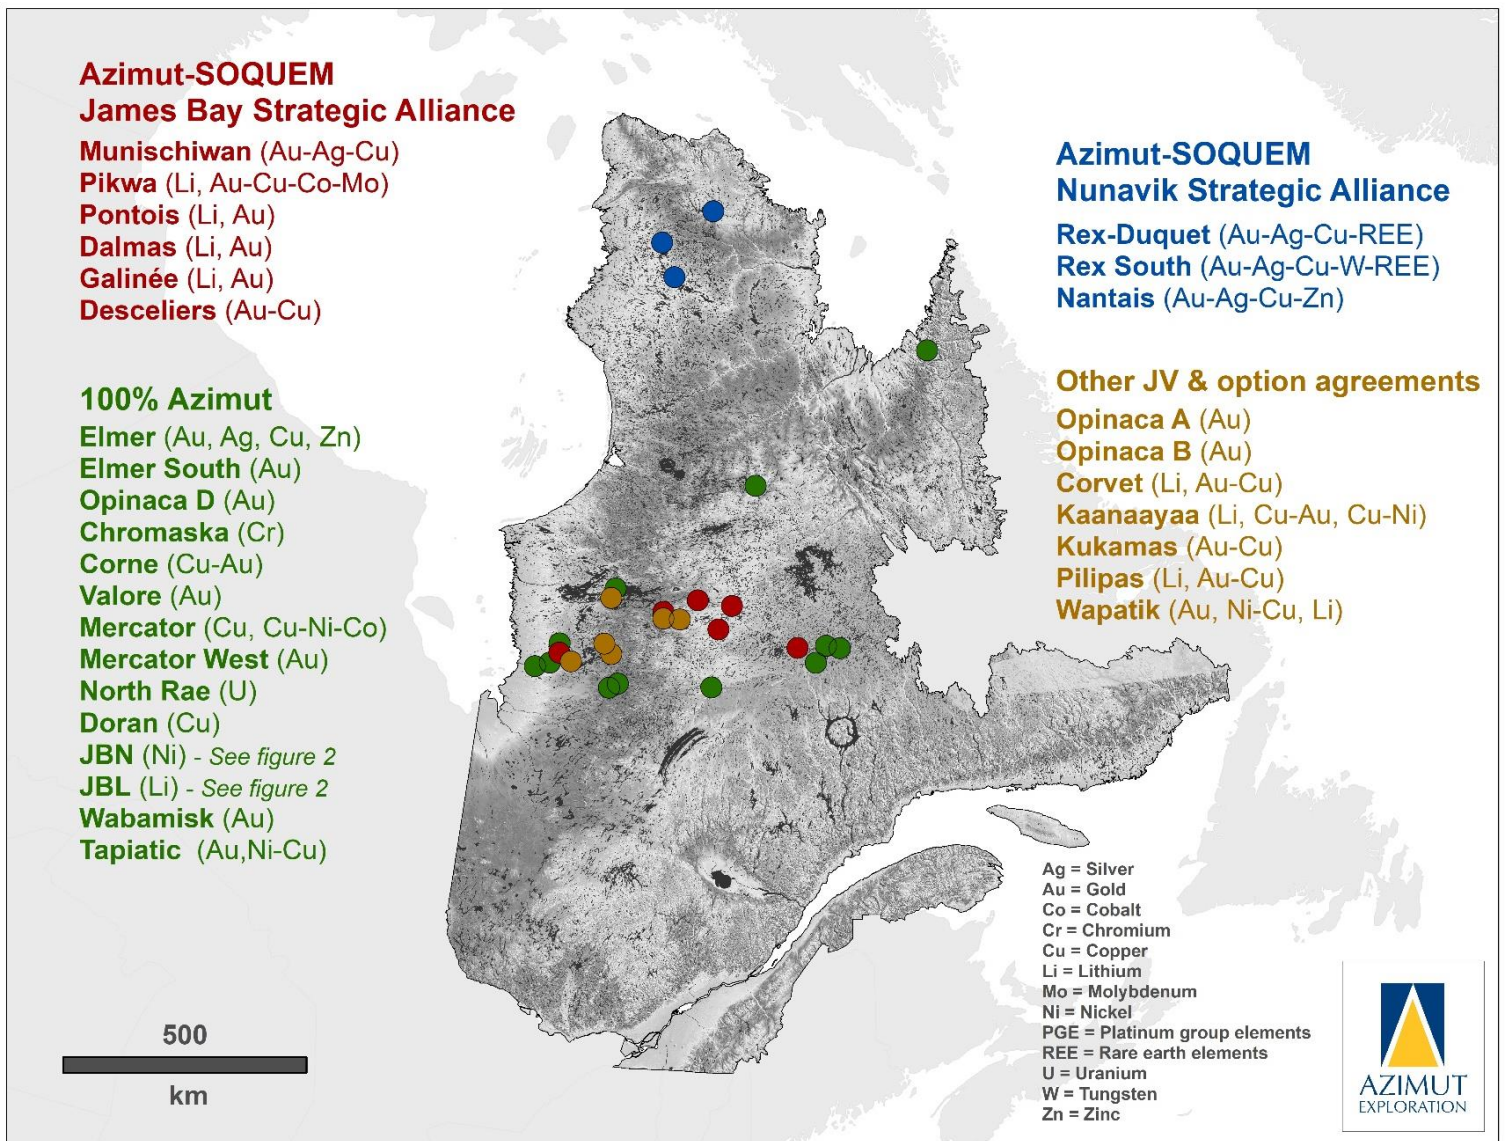 Azimut-SOQUEM
James Bay Strategic Alliance
Munischiwan (Au-Ag-Cu)
Pikwa (Li, Au-Cu-Co-Mo)
Pontois (Li, Au)
Dalmas (Li, Au)
Galinée (Li, Au)
Desceliers (Au-Cu)
100% Azimut
Elmer (Au, Ag, Cu, Zn)
Elmer South (Au)
Opinaca D (Au)
Chromaska (Cr)
Corne (Cu-Au)
Valore (Au)
Mercator (Cu, Cu-Ni-Co)
Mercator West (Au)
North Rae (U)
Doran (Cu)
JBN (Ni) - See figure 2
JBL (Li) - See figure 2
Wabamisk (Au)
Tapiatic (Au,Ni-Cu)
500
km
Azimut-SOQUEM
Nunavik Strategic Alliance
Rex-Duquet (Au-Ag-Cu-REE)
Rex South (Au-Ag-Cu-W-REE)
Nantais (Au-Ag-Cu-Zn)
Other JV & option agreements
Opinaca A (Au)
Opinaca B (Au)
Corvet (Li, Au-Cu)
Kaanaayaa (Li, Cu-Au, Cu-Ni)
Kukamas (Au-Cu)
Pilipas (Li, Au-Cu)
Wapatik (Au, Ni-Cu, Li)
Ag = Silver
Au = Gold
Co = Cobalt
Cr = Chromium
Cu = Copper
Li = Lithium
Mo = Molybdenum
Ni = Nickel
PGE = Platinum group elements
REE = Rare earth elements
U = Uranium
W = Tungsten
Zn = Zinc
AZIMUT
EXPLORATION